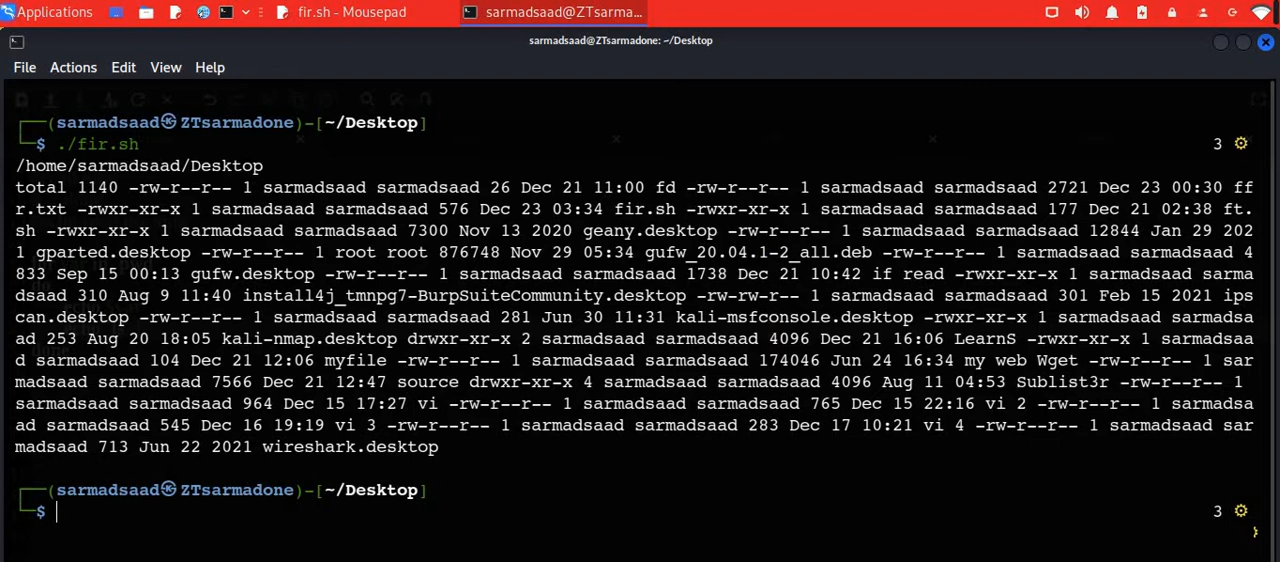 Applications fir.sh - Mousepad sarmadsaad@ZTsarma...
sarmadsaad@ZTsarmadone: ~/Desktop
File Actions Edit View Help
┌──(sarmadsaad㉿ZTsarmadone)-[~/Desktop]
└─$ ./fir.sh 3
/home/sarmadsaad/Desktop
total 1140 -rw-r--r-- 1 sarmadsaad sarmadsaad 26 Dec 21 11:00 fd -rw-r--r-- 1 sarmadsaad sarmadsaad 2721 Dec 23 00:30 ff
r.txt -rwxr-xr-x 1 sarmadsaad sarmadsaad 576 Dec 23 03:34 fir.sh -rwxr-xr-x 1 sarmadsaad sarmadsaad 177 Dec 21 02:38 ft.
sh -rwxr-xr-x 1 sarmadsaad sarmadsaad 7300 Nov 13 2020 geany.desktop -rw-r--r-- 1 sarmadsaad sarmadsaad 12844 Jan 29 202
1 gparted.desktop -rw-r--r-- 1 root root 876748 Nov 29 05:34 gufw_20.04.1-2_all.deb -rw-r--r-- 1 sarmadsaad sarmadsaad 4
833 Sep 15 00:13 gufw.desktop -rw-r--r-- 1 sarmadsaad sarmadsaad 1738 Dec 21 10:42 if read -rwxr-xr-x 1 sarmadsaad sarma
dsaad 310 Aug 9 11:40 install4j_tmnpg7-BurpSuiteCommunity.desktop -rw-rw-r-- 1 sarmadsaad sarmadsaad 301 Feb 15 2021 ips
can.desktop -rw-r--r-- 1 sarmadsaad sarmadsaad 281 Jun 30 11:31 kali-msfconsole.desktop -rwxr-xr-x 1 sarmadsaad sarmadsa
ad 253 Aug 20 18:05 kali-nmap.desktop drwxr-xr-x 2 sarmadsaad sarmadsaad 4096 Dec 21 16:06 LearnS -rwxr-xr-x 1 sarmadsaa
d sarmadsaad 104 Dec 21 12:06 myfile -rw-r--r-- 1 sarmadsaad sarmadsaad 174046 Jun 24 16:34 my web Wget -rw-r--r-- 1 sar
madsaad sarmadsaad 7566 Dec 21 12:47 source drwxr-xr-x 4 sarmadsaad sarmadsaad 4096 Aug 11 04:53 Sublist3r -rw-r--r-- 1
sarmadsaad sarmadsaad 964 Dec 15 17:27 vi -rw-r--r-- 1 sarmadsaad sarmadsaad 765 Dec 15 22:16 vi 2 -rw-r--r-- 1 sarmadsa
ad sarmadsaad 545 Dec 16 19:19 vi 3 -rw-r--r-- 1 sarmadsaad sarmadsaad 283 Dec 17 10:21 vi 4 -rw-r--r-- 1 sarmadsaad sar
madsaad 713 Jun 22 2021 wireshark.desktop
┌──(sarmadsaad㉿ZTsarmadone)-[~/Desktop]
└─$ 3